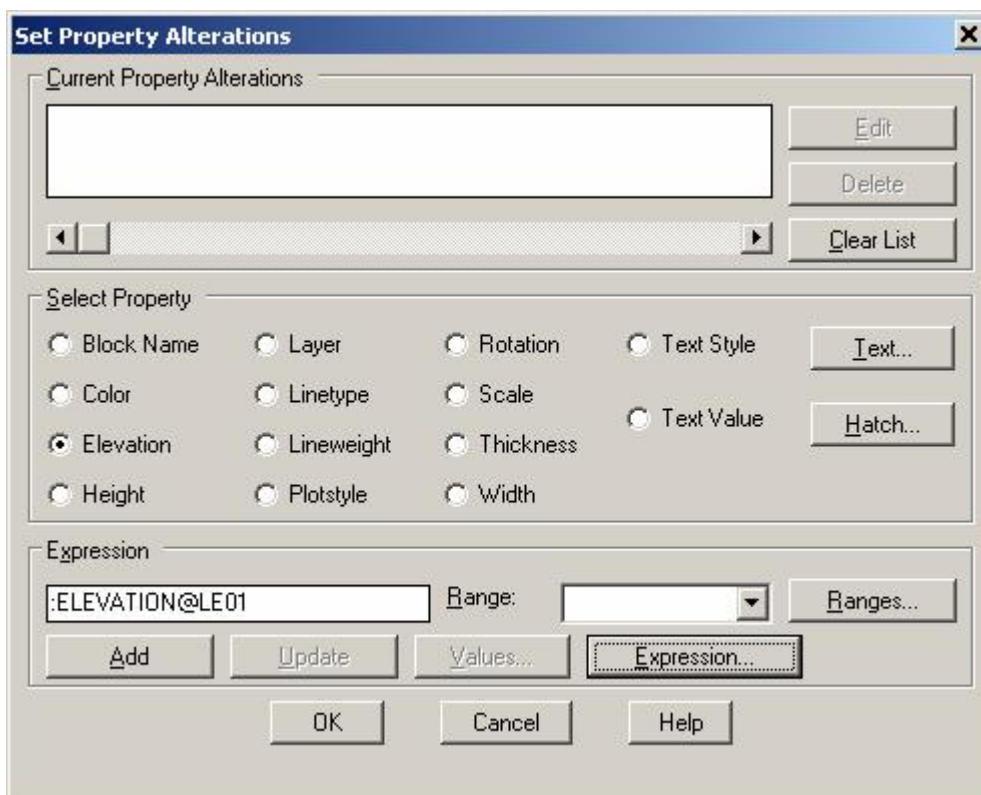 Set Property Alterations
Current Property Alterations
Edit
Delete
Clear List
Select Property
Block Name
Layer
Rotation
Text Style
Text...
Color
Linetype
Scale
Text Value
Hatch...
Elevation
Lineweight
Thickness
Height
Plotstyle
Width
Expression
:ELEVATION@LE01
Range:
Ranges...
Add
Update
Values...
Expression...
OK
Cancel
Help